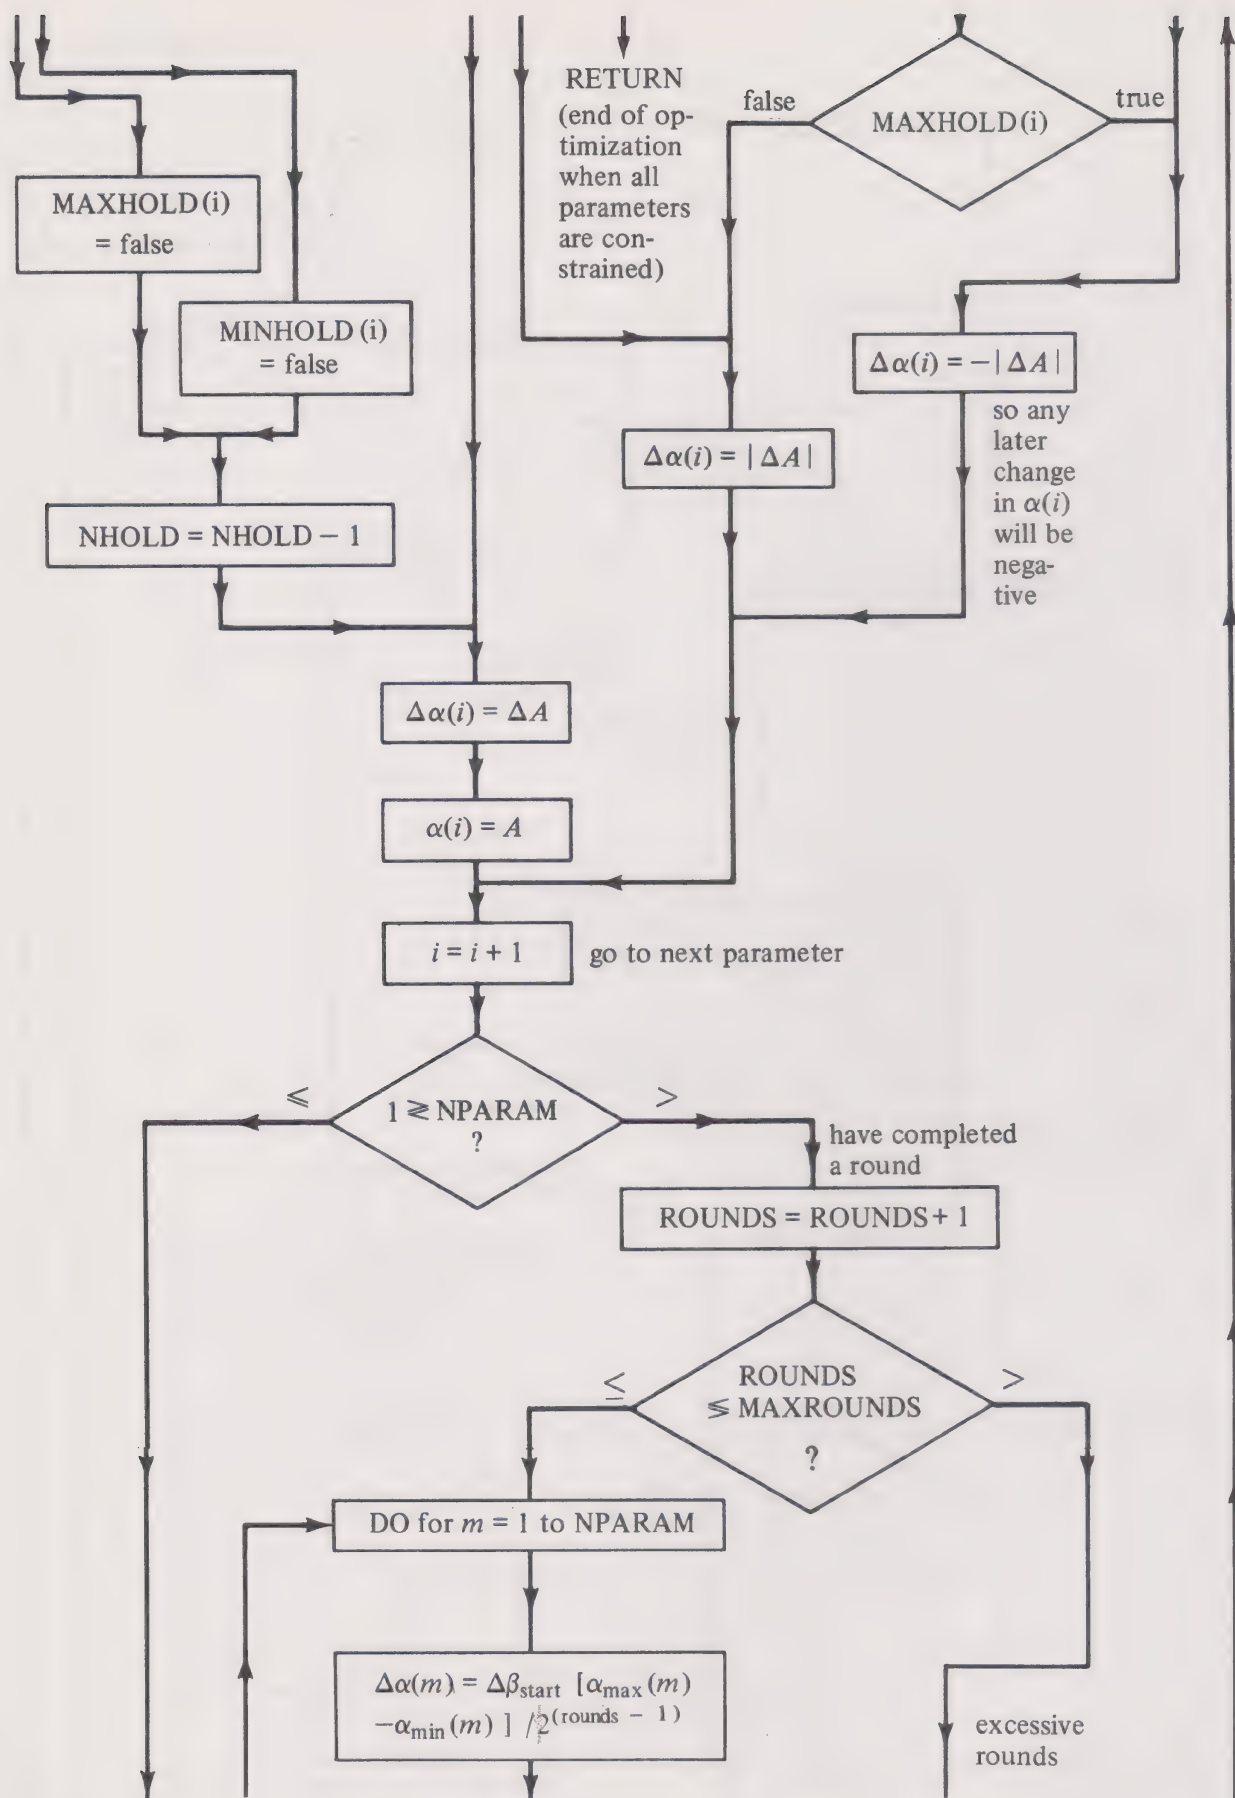 RETURN
(end of op-
timization
when all
parameters
are con-
strained)
false
true
MAXHOLD(i)
MAXHOLD(i)
= false
MINHOLD(i)
= false
Δα(i) = −|ΔA|
so any
later
change
in α(i)
will be
nega-
tive
Δα(i) = |ΔA|
NHOLD = NHOLD − 1
Δα(i) = ΔA
α(i) = A
i = i + 1
go to next parameter
⩽
1 ≷ NPARAM
?
>
have completed
a round
ROUNDS = ROUNDS + 1
≤
ROUNDS
≶ MAXROUNDS
?
>
DO for m = 1 to NPARAM
Δα(m) = Δβstart [αmax(m)
−αmin(m) ] /2(rounds − 1)
excessive
rounds